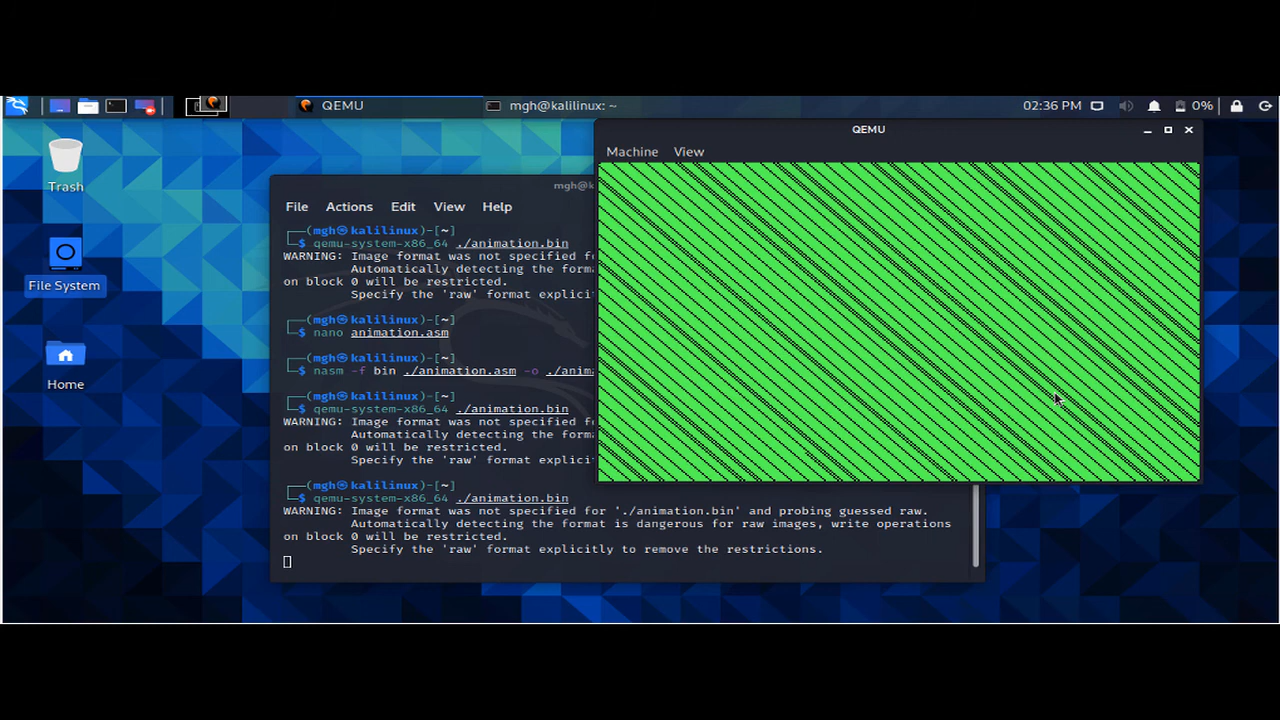 QEMU
mgh@kalilinux: ~
02:36 PM
0%
Trash
File System
Home
mgh@k
File Actions Edit View Help
┌──(mgh㉿kalilinux)-[~]
└─$ qemu-system-x86_64 ./animation.bin
WARNING: Image format was not specified f
Automatically detecting the forma
on block 0 will be restricted.
Specify the 'raw' format explicit
┌──(mgh㉿kalilinux)-[~]
└─$ nano animation.asm
┌──(mgh㉿kalilinux)-[~]
└─$ nasm -f bin ./animation.asm -o ./anima
┌──(mgh㉿kalilinux)-[~]
└─$ qemu-system-x86_64 ./animation.bin
WARNING: Image format was not specified f
Automatically detecting the forma
on block 0 will be restricted.
Specify the 'raw' format explicit
┌──(mgh㉿kalilinux)-[~]
└─$ qemu-system-x86_64 ./animation.bin
WARNING: Image format was not specified for './animation.bin' and probing guessed raw.
Automatically detecting the format is dangerous for raw images, write operations
on block 0 will be restricted.
Specify the 'raw' format explicitly to remove the restrictions.
QEMU
Machine View